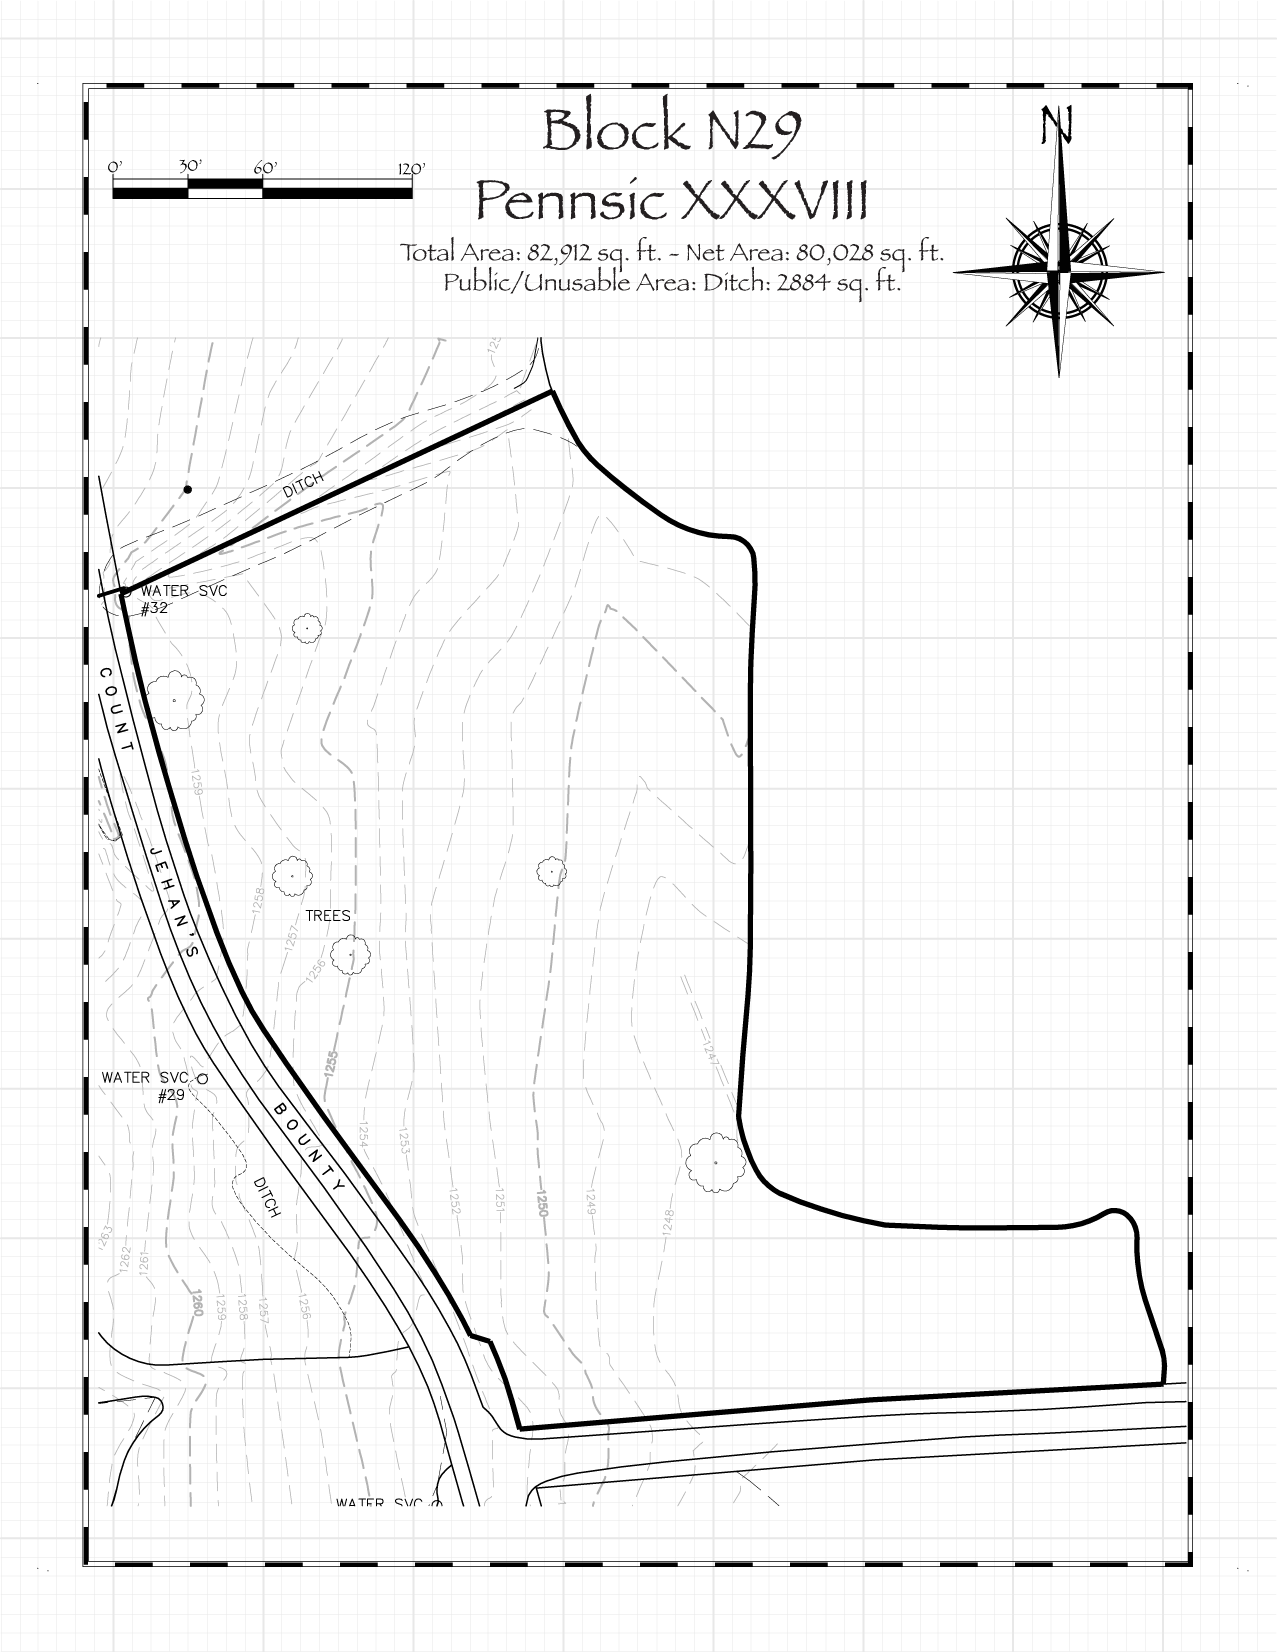 Block N29
N
0' 30' 60' 120'
Pennsic XXXVIII
Total Area: 82,912 sq. ft. - Net Area: 80,028 sq. ft.
Public/Unusable Area: Ditch: 2884 sq. ft.
DITCH
WATER SVC
#32
COUNT
1259
JEHAN'S
1258
TREES
1257
1256
1255
1247
WATER SVC
#29
BOUNTY
1254
1253
DITCH
1252
1251
1250
1249
1248
1263
1262
1261
1260
1259
1258
1257
1256
WATER SVC